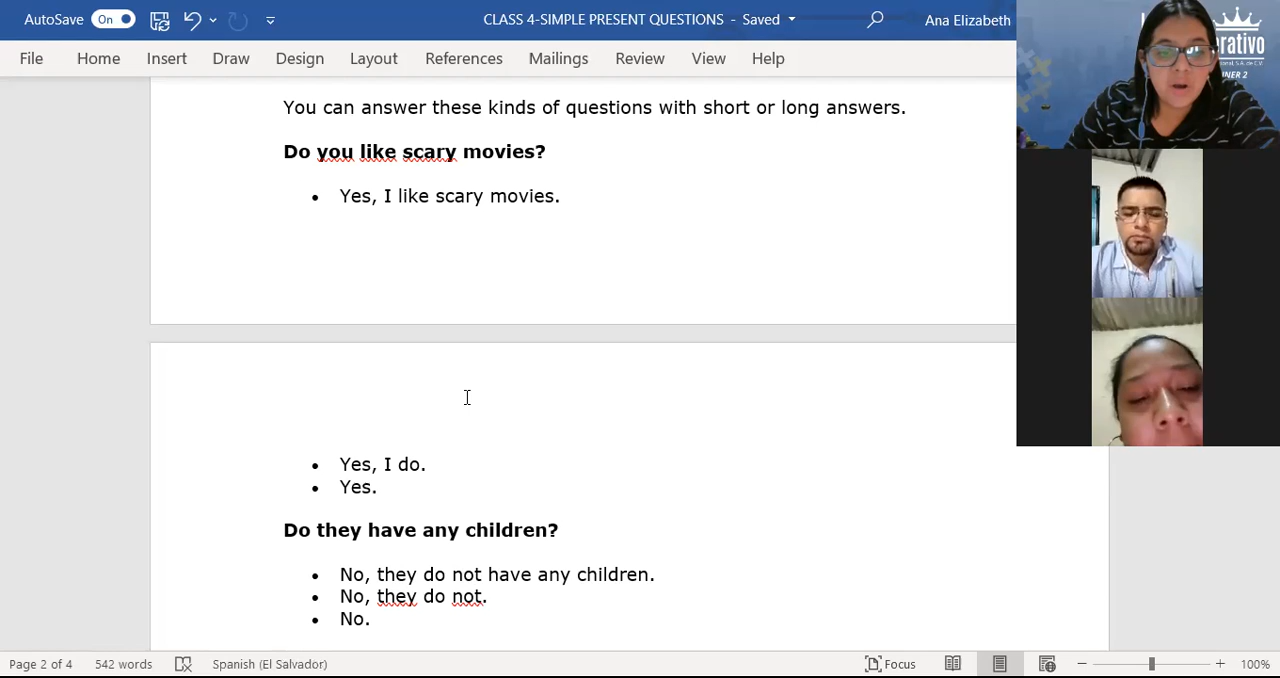 AutoSave On CLASS 4-SIMPLE PRESENT QUESTIONS - Saved Ana Elizabeth
File Home Insert Draw Design Layout References Mailings Review View Help
You can answer these kinds of questions with short or long answers.
Do you like scary movies?
• Yes, I like scary movies.
• Yes, I do.
• Yes.
Do they have any children?
• No, they do not have any children.
• No, they do not.
• No.
Page 2 of 4 542 words Spanish (El Salvador) Focus 100%